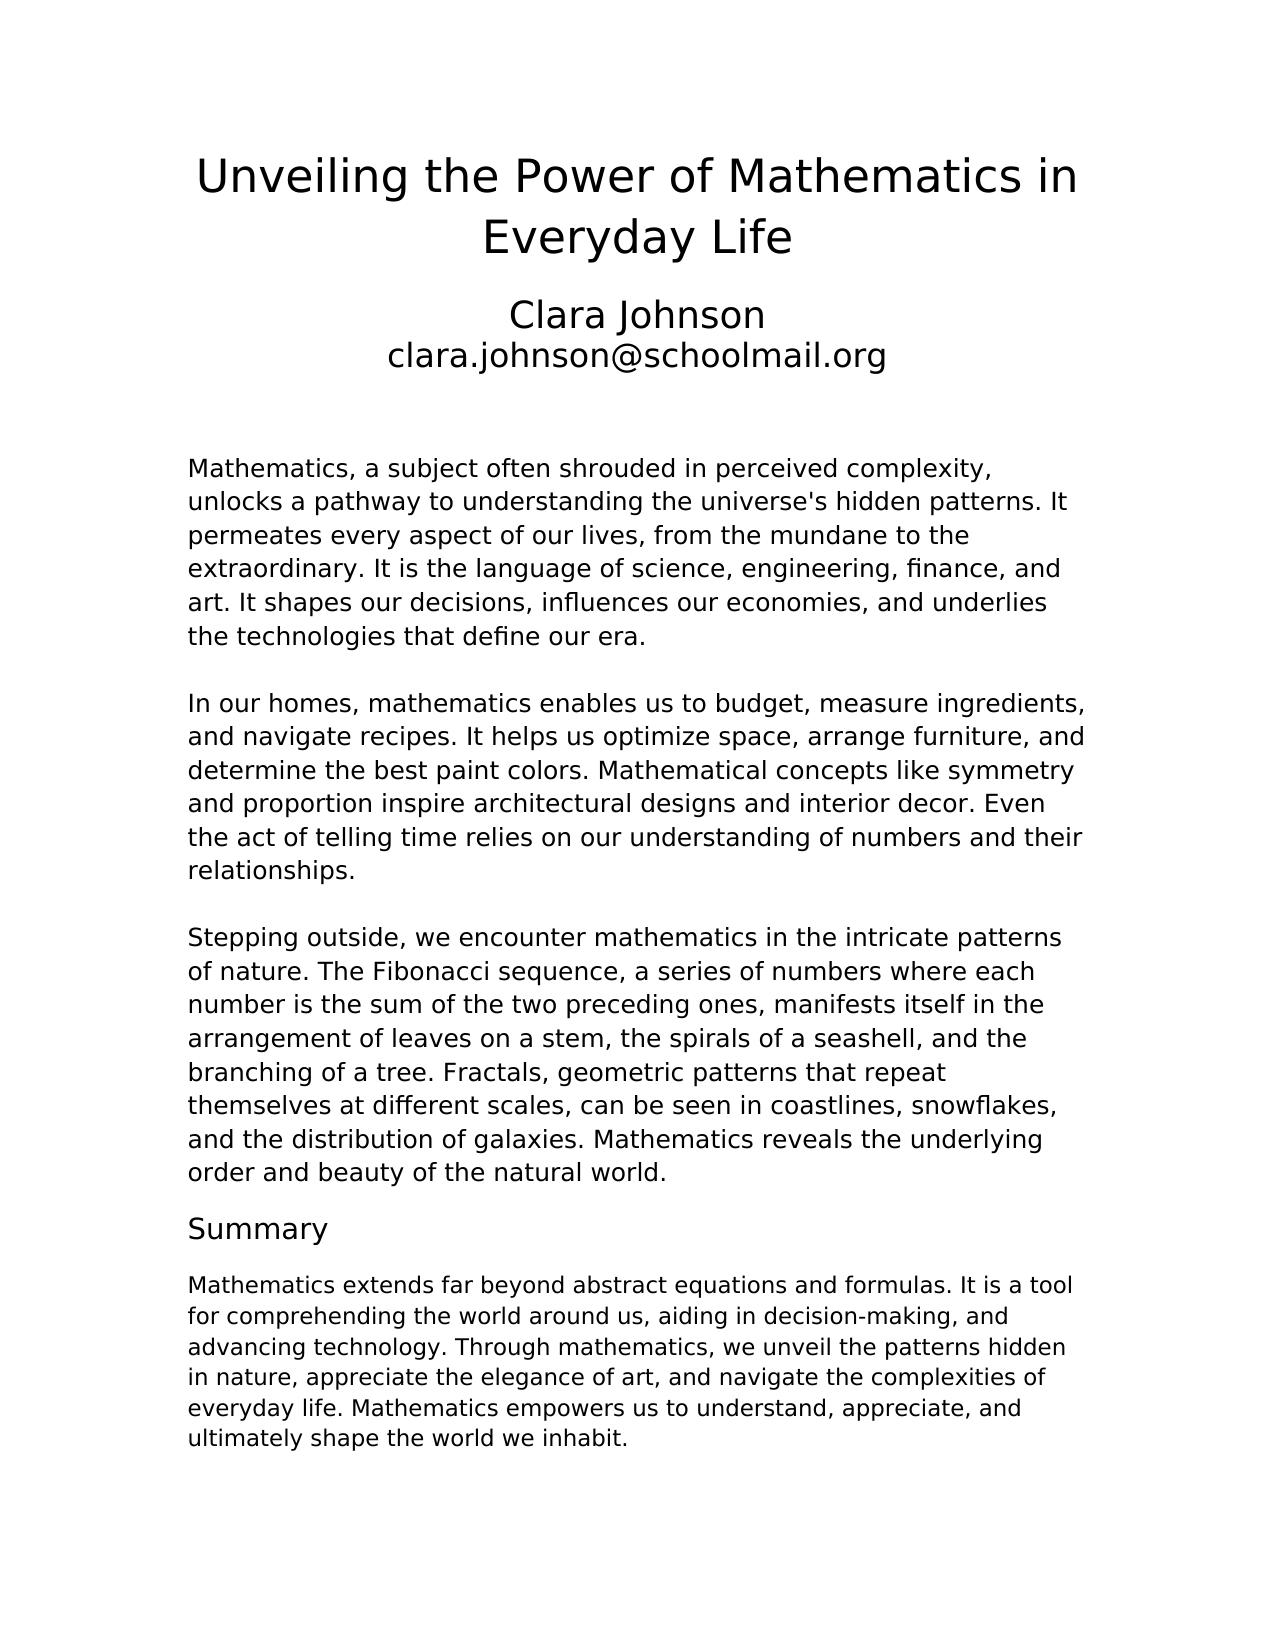 Unveiling the Power of Mathematics in
Everyday Life
Clara Johnson
clara.johnson@schoolmail.org
Mathematics, a subject often shrouded in perceived complexity,
unlocks a pathway to understanding the universe's hidden patterns. It
permeates every aspect of our lives, from the mundane to the
extraordinary. It is the language of science, engineering, finance, and
art. It shapes our decisions, influences our economies, and underlies
the technologies that define our era.
In our homes, mathematics enables us to budget, measure ingredients,
and navigate recipes. It helps us optimize space, arrange furniture, and
determine the best paint colors. Mathematical concepts like symmetry
and proportion inspire architectural designs and interior decor. Even
the act of telling time relies on our understanding of numbers and their
relationships.
Stepping outside, we encounter mathematics in the intricate patterns
of nature. The Fibonacci sequence, a series of numbers where each
number is the sum of the two preceding ones, manifests itself in the
arrangement of leaves on a stem, the spirals of a seashell, and the
branching of a tree. Fractals, geometric patterns that repeat
themselves at different scales, can be seen in coastlines, snowflakes,
and the distribution of galaxies. Mathematics reveals the underlying
order and beauty of the natural world.
Summary
Mathematics extends far beyond abstract equations and formulas. It is a tool
for comprehending the world around us, aiding in decision-making, and
advancing technology. Through mathematics, we unveil the patterns hidden
in nature, appreciate the elegance of art, and navigate the complexities of
everyday life. Mathematics empowers us to understand, appreciate, and
ultimately shape the world we inhabit.